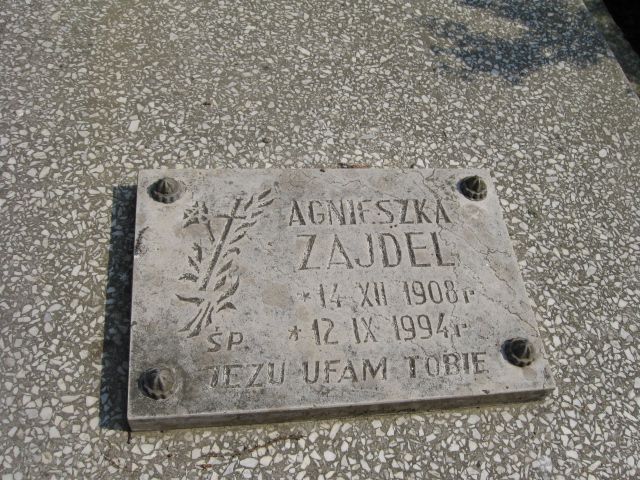 AGNIESZKA
ZAJDEL
* 14 XII 1908 r
ŚP. * 12 IX 1994 r
JEZU UFAM TOBIE